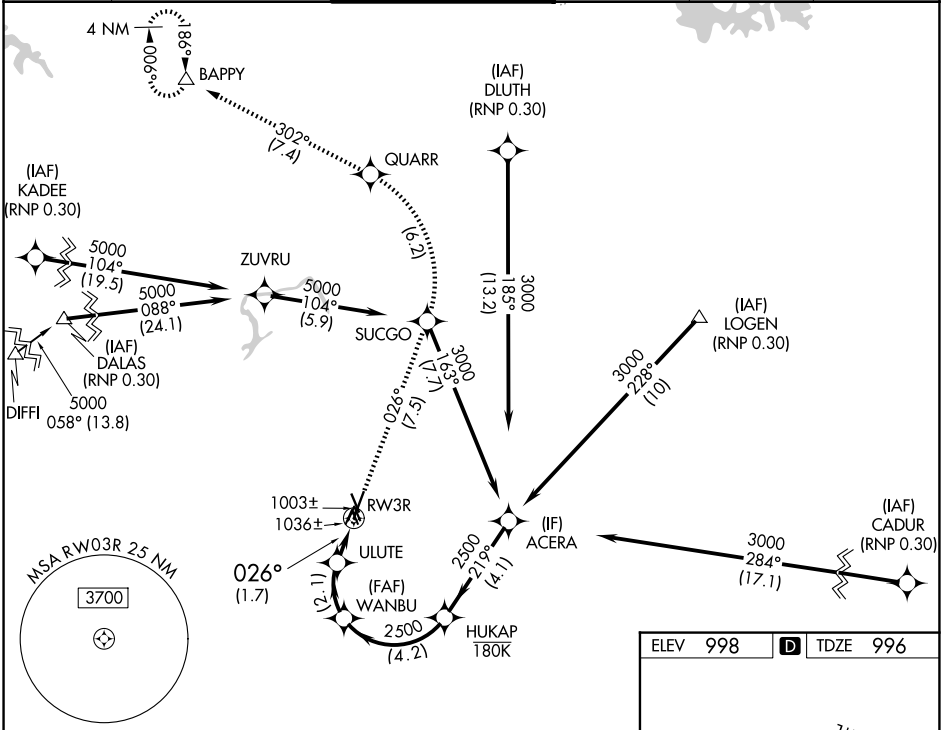 4 NM
186°
006°
BAPPY
302°
(7.4)
QUARR
(6.2)
(IAF)
DLUTH
(RNP 0.30)
3000
185°
(13.2)
(IAF)
KADEE
(RNP 0.30)
5000
104°
(19.5)
ZUVRU
5000
088°
(24.1)
5000
104°
(5.9)
SUCGO
(IAF)
DALAS
(RNP 0.30)
DIFFI
5000
058° (13.8)
3000
163°
(7.7)
026°
(7.5)
(IAF)
LOGEN
(RNP 0.30)
3000
228°
(10)
1003±
1036±
RW3R
ULUTE
026°
(1.7)
(2.1)
(FAF)
WANBU
2500
(4.2)
HUKAP
180K
2500
219°
(4.1)
(IF)
ACERA
3000
284°
(17.1)
(IAF)
CADUR
(RNP 0.30)
MSA RW03R 25 NM
3700
ELEV 998
D
TDZE 996